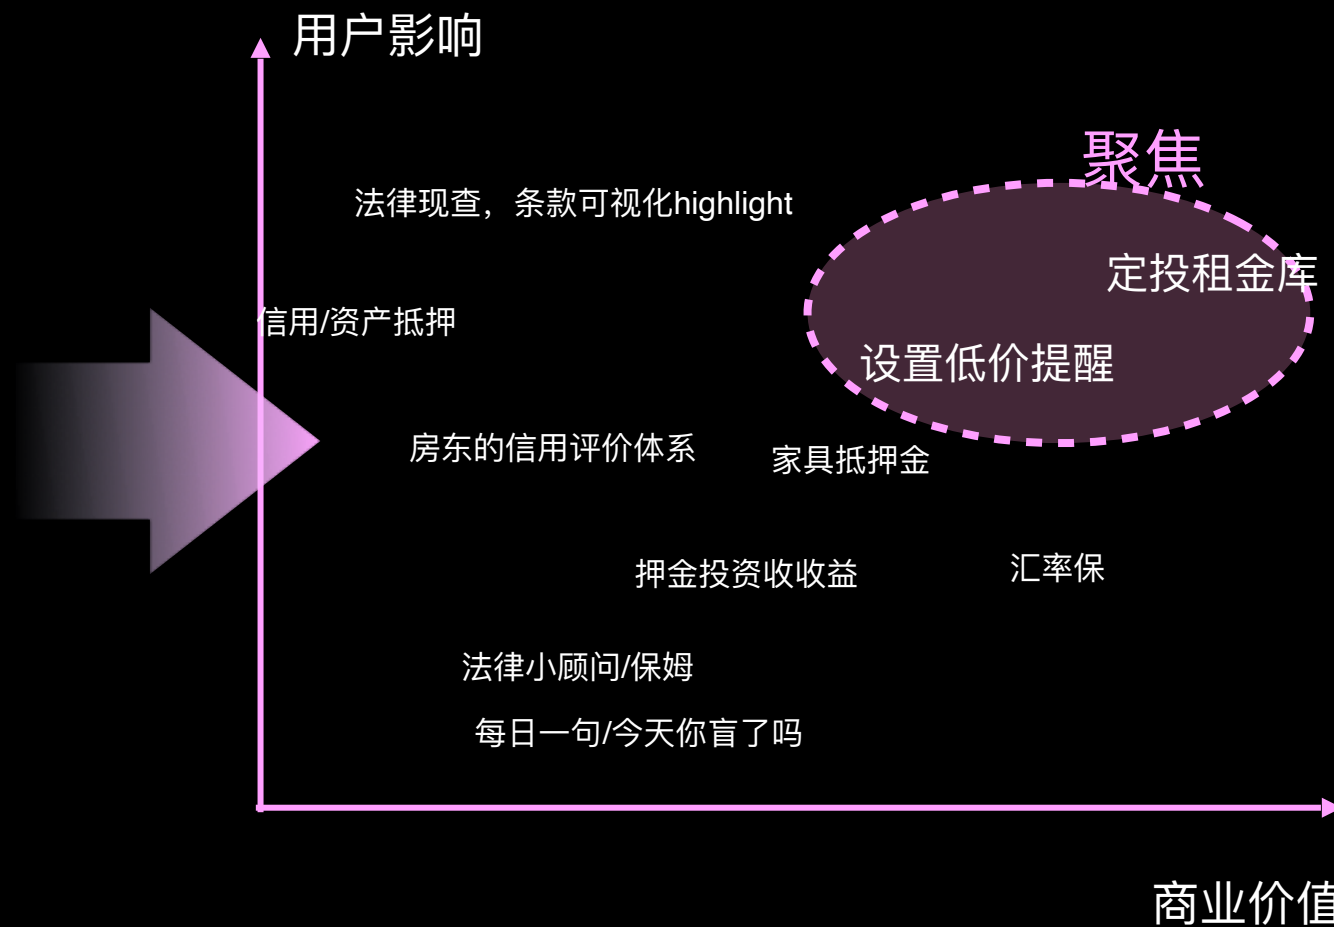 用户影响
聚焦
法律现查，条款可视化highlight
定投租金库
信用/资产抵押
设置低价提醒
房东的信用评价体系
家具抵押金
押金投资收收益
汇率保
法律小顾问/保姆
每日一句/今天你盲了吗
商业价值